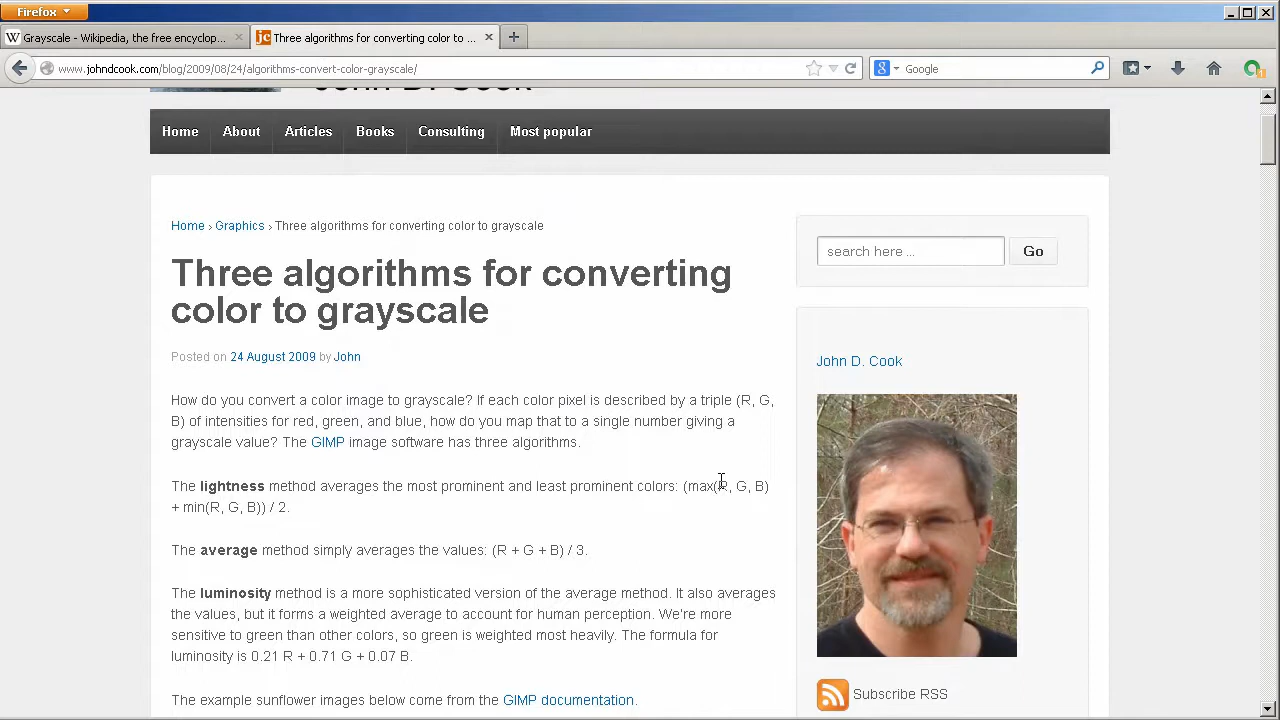 Firefox
Grayscale - Wikipedia, the free encyclop...
Three algorithms for converting color to ...
www.johndcook.com/blog/2009/08/24/algorithms-convert-color-grayscale/
Google
Home
About
Articles
Books
Consulting
Most popular
Home › Graphics › Three algorithms for converting color to grayscale
search here ...
Go
Three algorithms for converting
color to grayscale
Posted on 24 August 2009 by John
John D. Cook
How do you convert a color image to grayscale? If each color pixel is described by a triple (R, G,
B) of intensities for red, green, and blue, how do you map that to a single number giving a
grayscale value? The GIMP image software has three algorithms.
The lightness method averages the most prominent and least prominent colors: (max(R, G, B)
+ min(R, G, B)) / 2.
The average method simply averages the values: (R + G + B) / 3.
The luminosity method is a more sophisticated version of the average method. It also averages
the values, but it forms a weighted average to account for human perception. We're more
sensitive to green than other colors, so green is weighted most heavily. The formula for
luminosity is 0.21 R + 0.71 G + 0.07 B.
The example sunflower images below come from the GIMP documentation.
Subscribe RSS